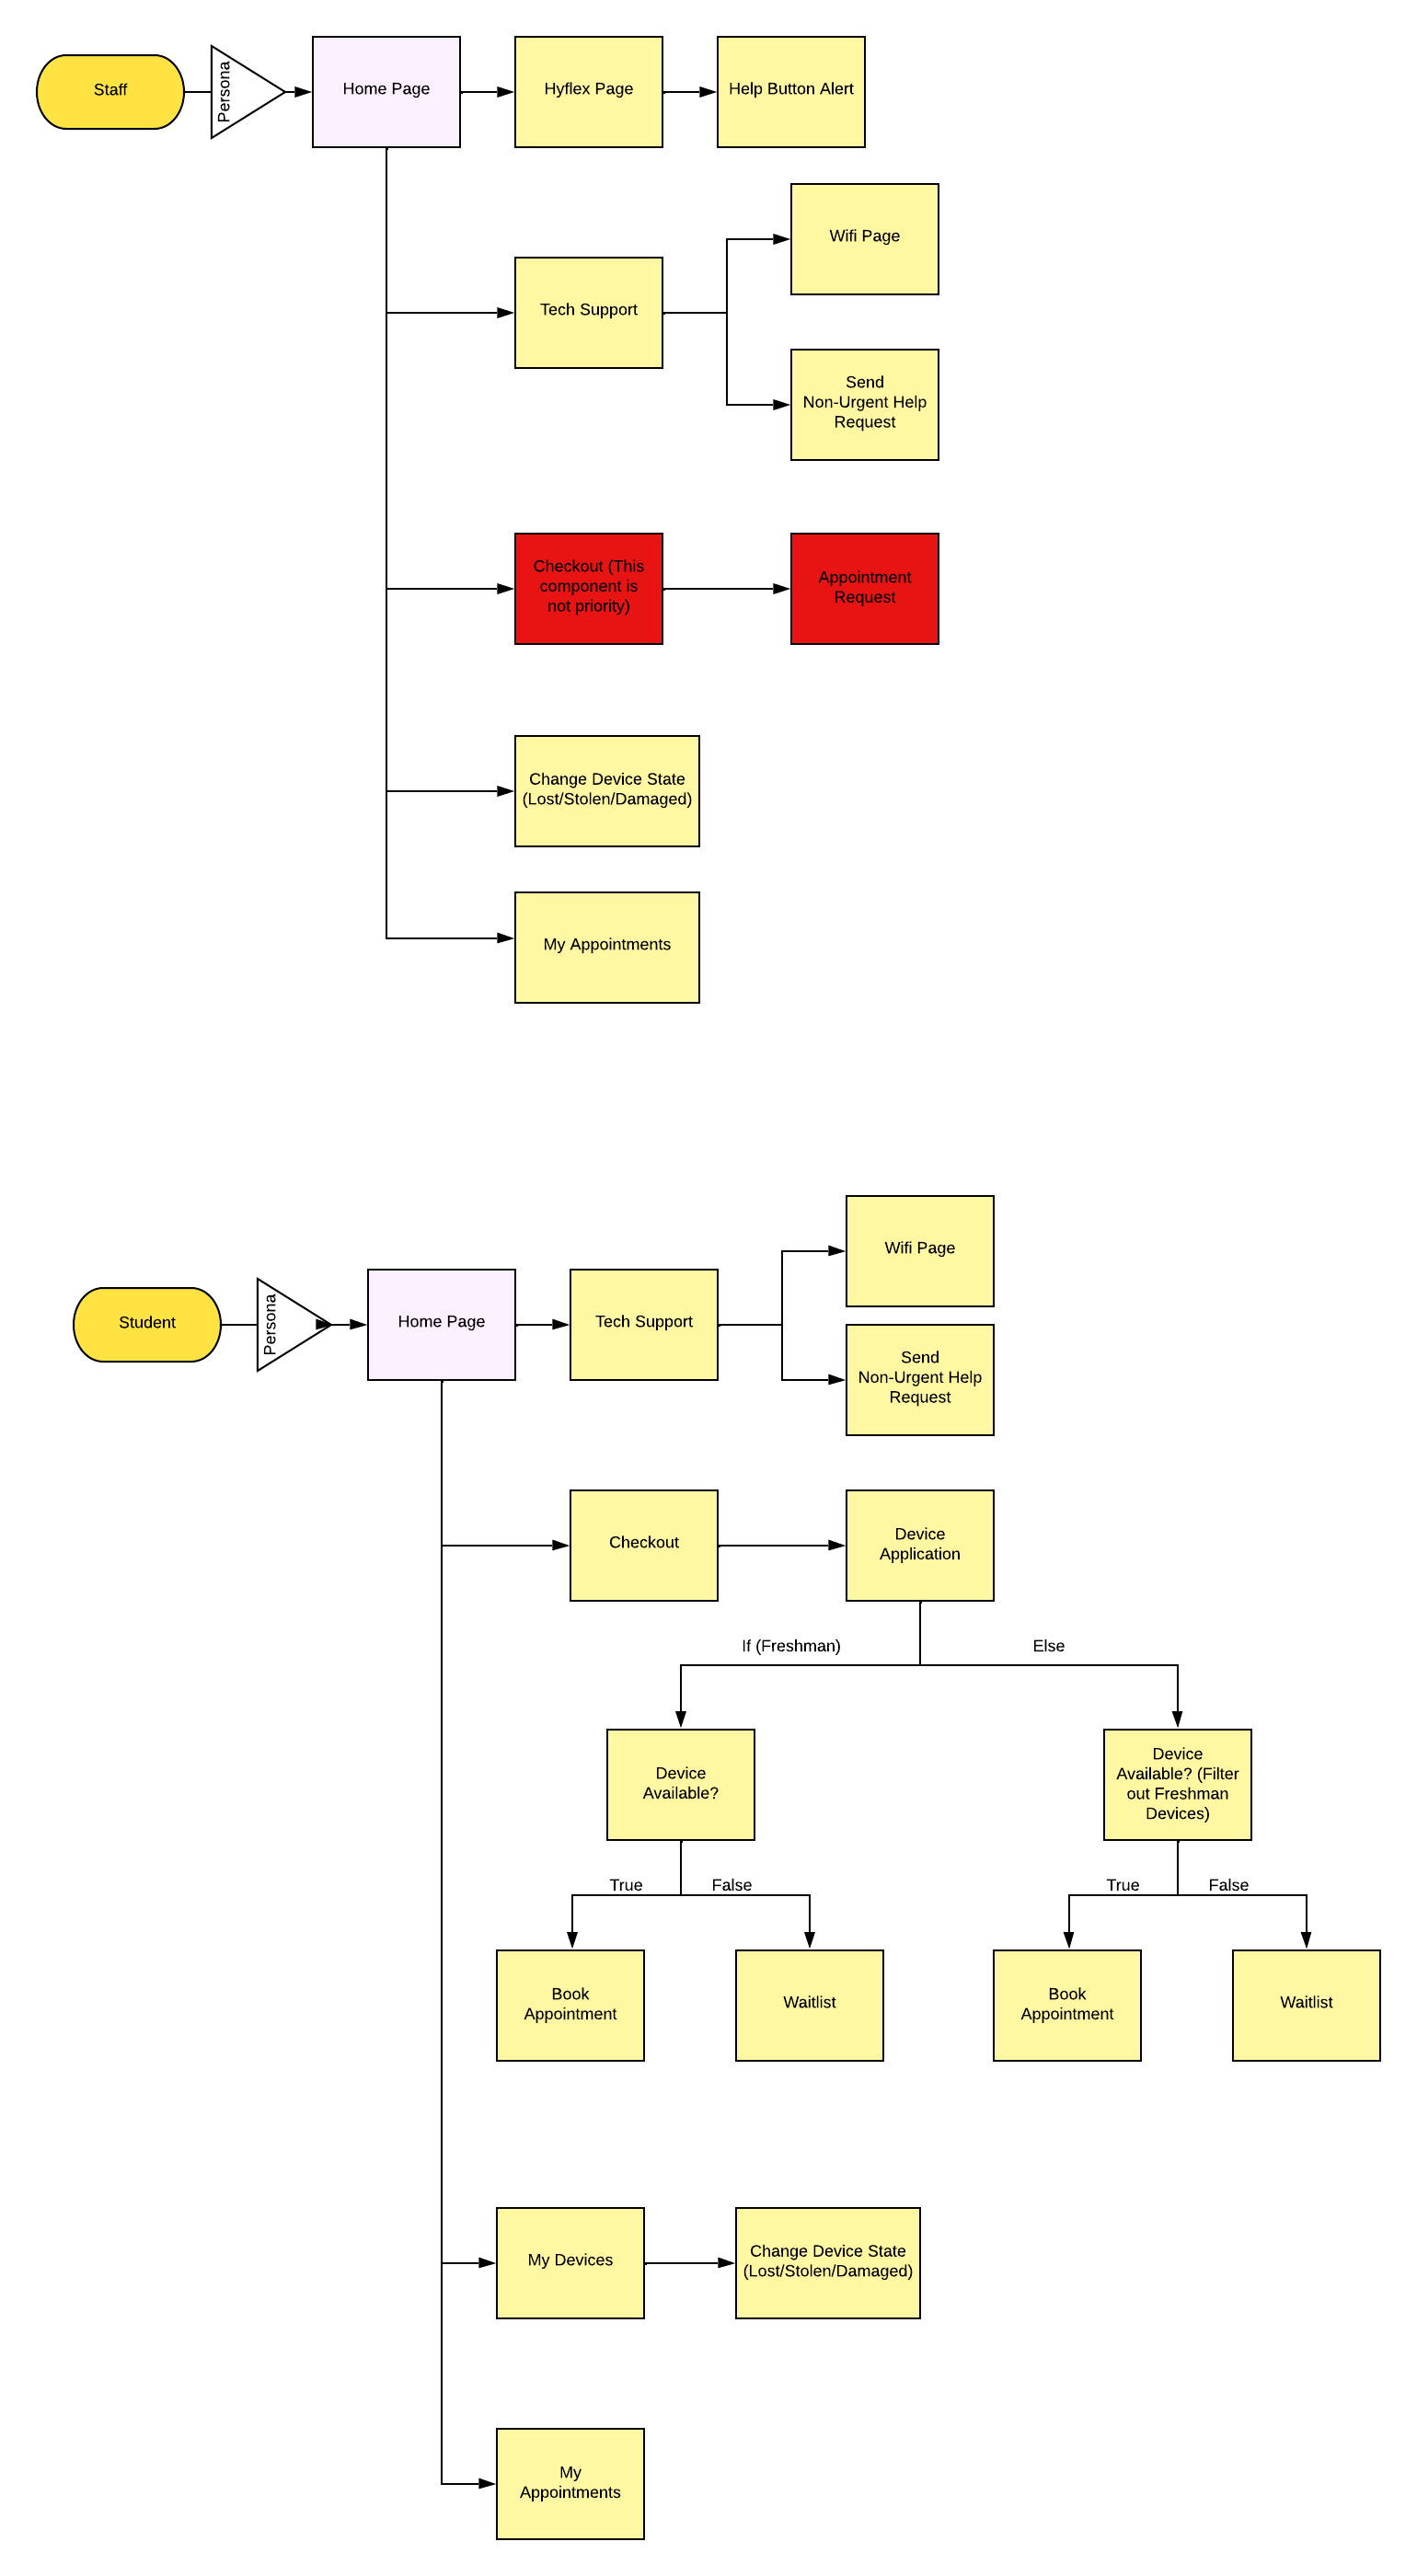 Staff
Persona
Home Page
Hyflex Page
Help Button Alert
Wifi Page
Tech Support
Send
Non-Urgent Help
Request
Checkout (This
component is
not priority)
Appointment
Request
Change Device State
(Lost/Stolen/Damaged)
My Appointments
Student
Persona
Home Page
Tech Support
Wifi Page
Send
Non-Urgent Help
Request
Checkout
Device
Application
If (Freshman)
Else
Device
Available?
Device
Available? (Filter
out Freshman
Devices)
True
False
True
False
Book
Appointment
Waitlist
Book
Appointment
Waitlist
My Devices
Change Device State
(Lost/Stolen/Damaged)
My
Appointments